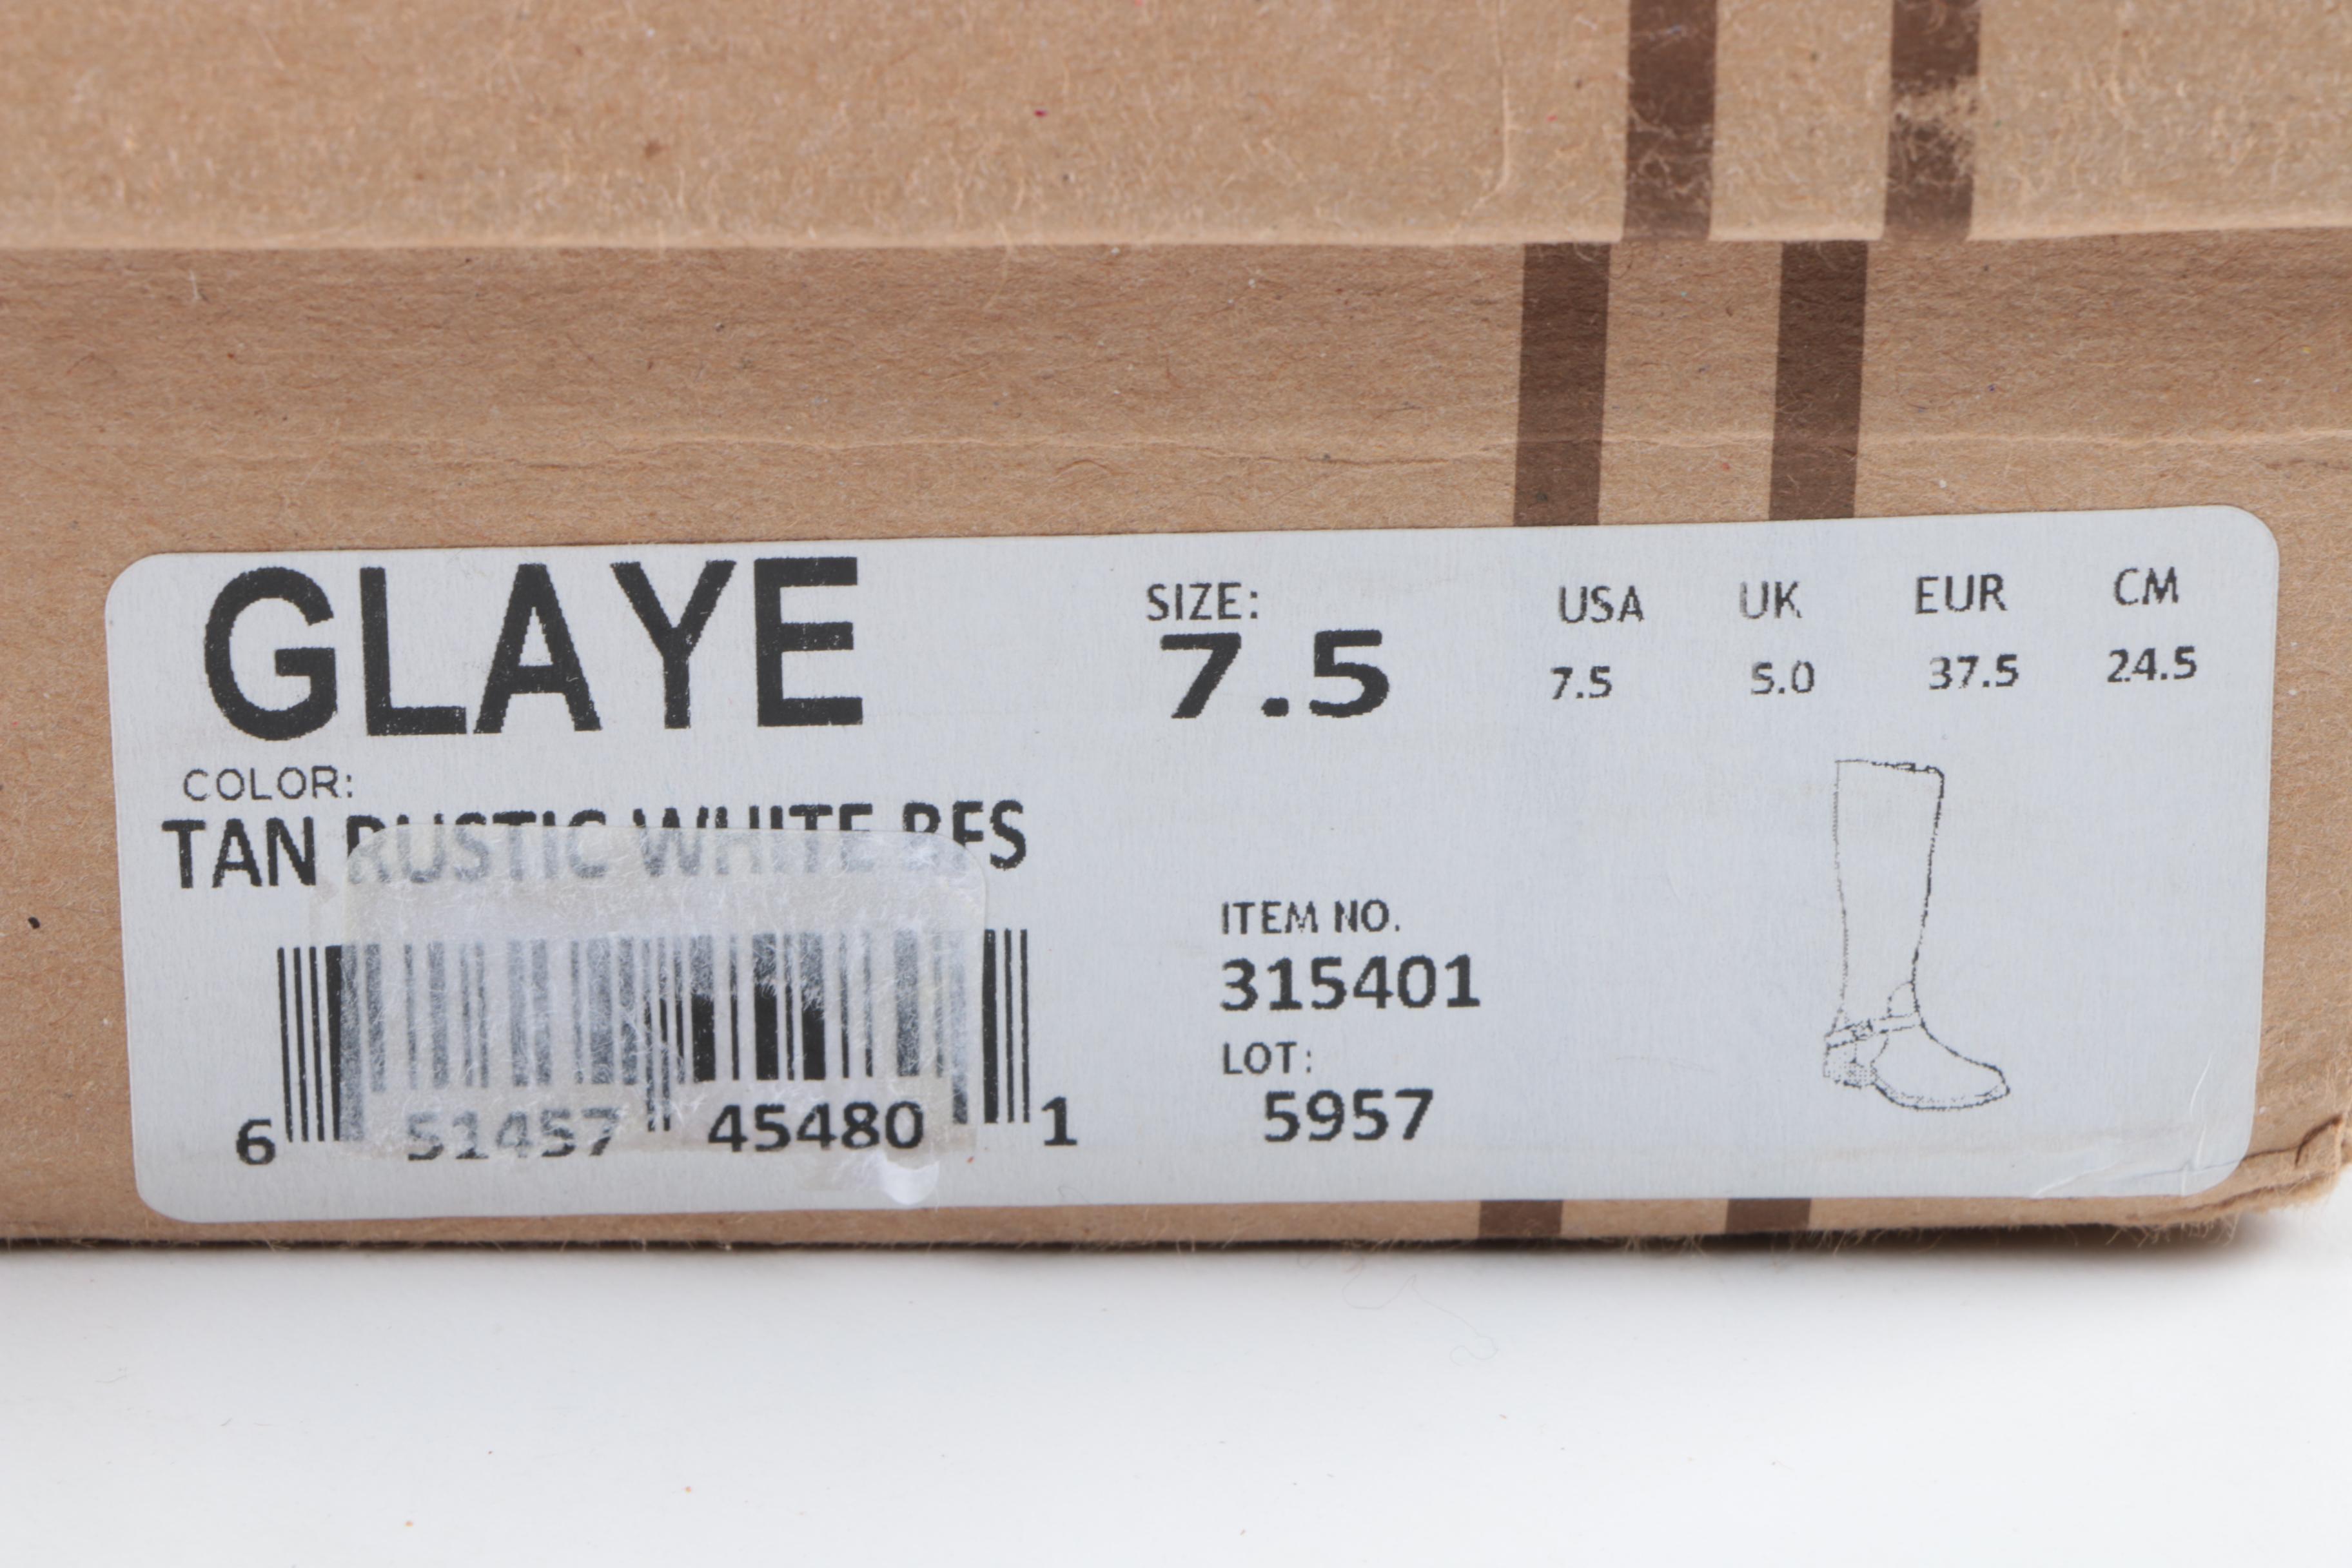 GLAYE
COLOR:
TAN RUSTIC WHITE BFS
6 51457 45480 1
SIZE:
7.5
USA UK EUR CM
7.5 5.0 37.5 24.5
ITEM NO.
315401
LOT:
5957